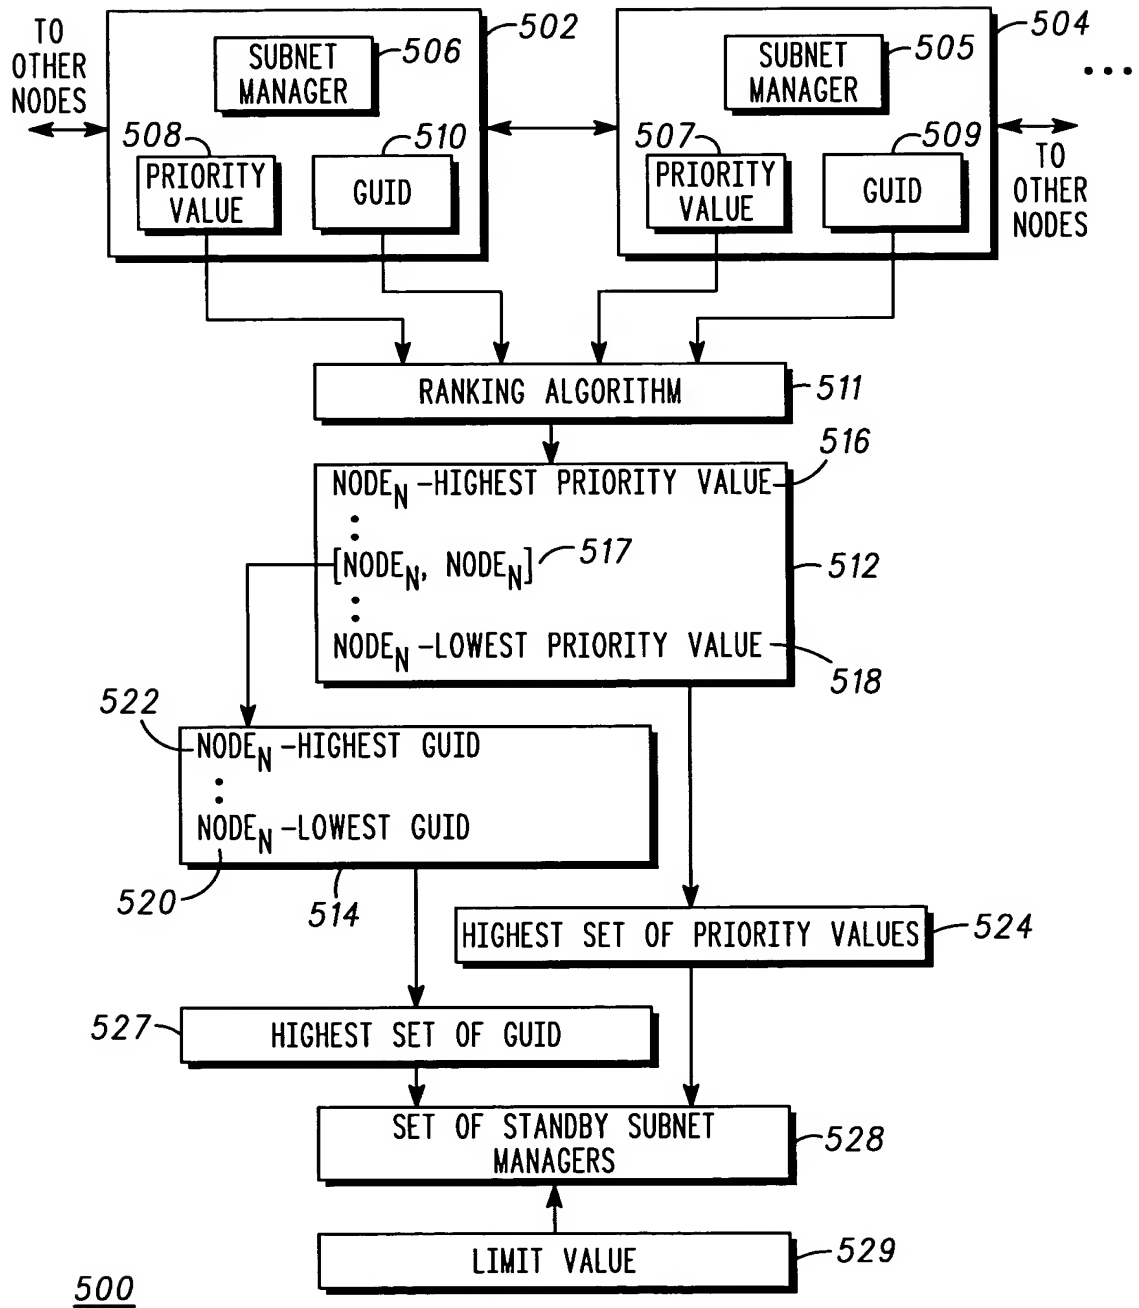 TO
OTHER
NODES
502
SUBNET
MANAGER
506
508
PRIORITY
VALUE
510
GUID
504
SUBNET
MANAGER
505
507
PRIORITY
VALUE
509
GUID
...
TO
OTHER
NODES
RANKING ALGORITHM
511
NODEN-HIGHEST PRIORITY VALUE
516
[NODEN, NODEN]
517
512
NODEN-LOWEST PRIORITY VALUE
518
522
NODEN-HIGHEST GUID
NODEN-LOWEST GUID
520
514
HIGHEST SET OF PRIORITY VALUES
524
527
HIGHEST SET OF GUID
SET OF STANDBY SUBNET
MANAGERS
528
LIMIT VALUE
529
500